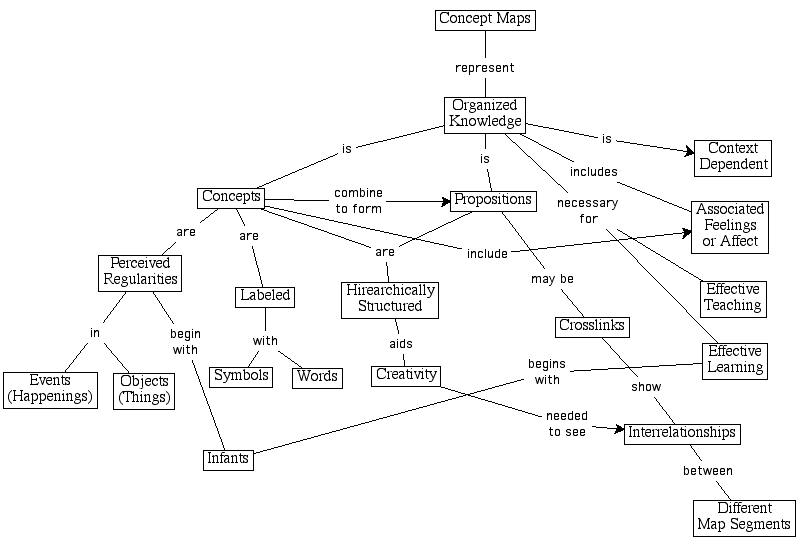 Concept Maps
represent
Organized
Knowledge
is
is
is
Context
Dependent
includes
Concepts
combine
to form
Propositions
necessary
for
Associated
Feelings
or Affect
are
are
are
include
Perceived
Regularities
Labeled
Hirearchically
Structured
may be
Effective
Teaching
in
begin
with
with
aids
Crosslinks
Effective
Learning
Events
(Happenings)
Objects
(Things)
Symbols
Words
Creativity
begins
with
show
needed
to see
Interrelationships
Infants
between
Different
Map Segments